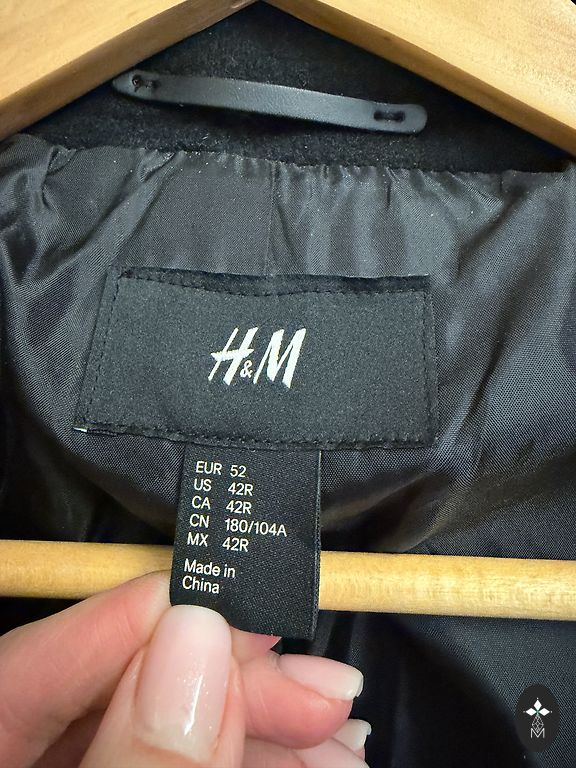 H&M
EUR 52
US 42R
CA 42R
CN 180/104A
MX 42R
Made in
China
M